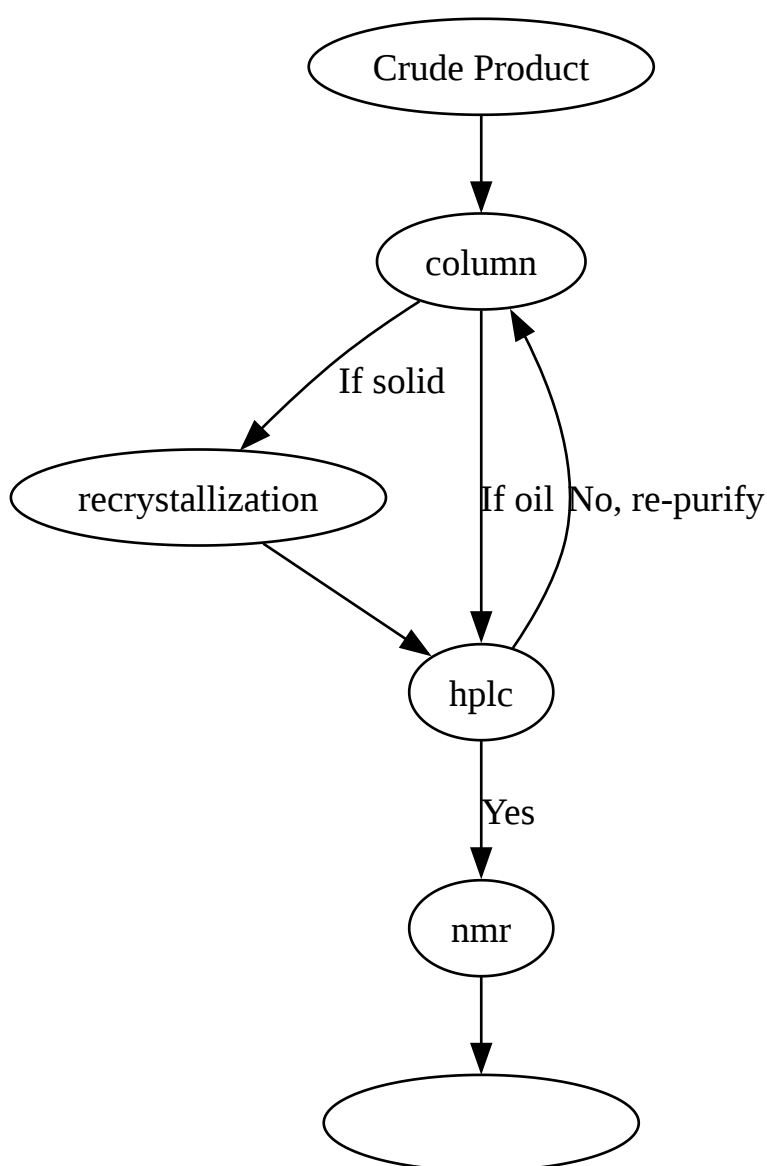 Crude Product
column
If solid
recrystallization
If oil
No, re-purify
hplc
Yes
nmr